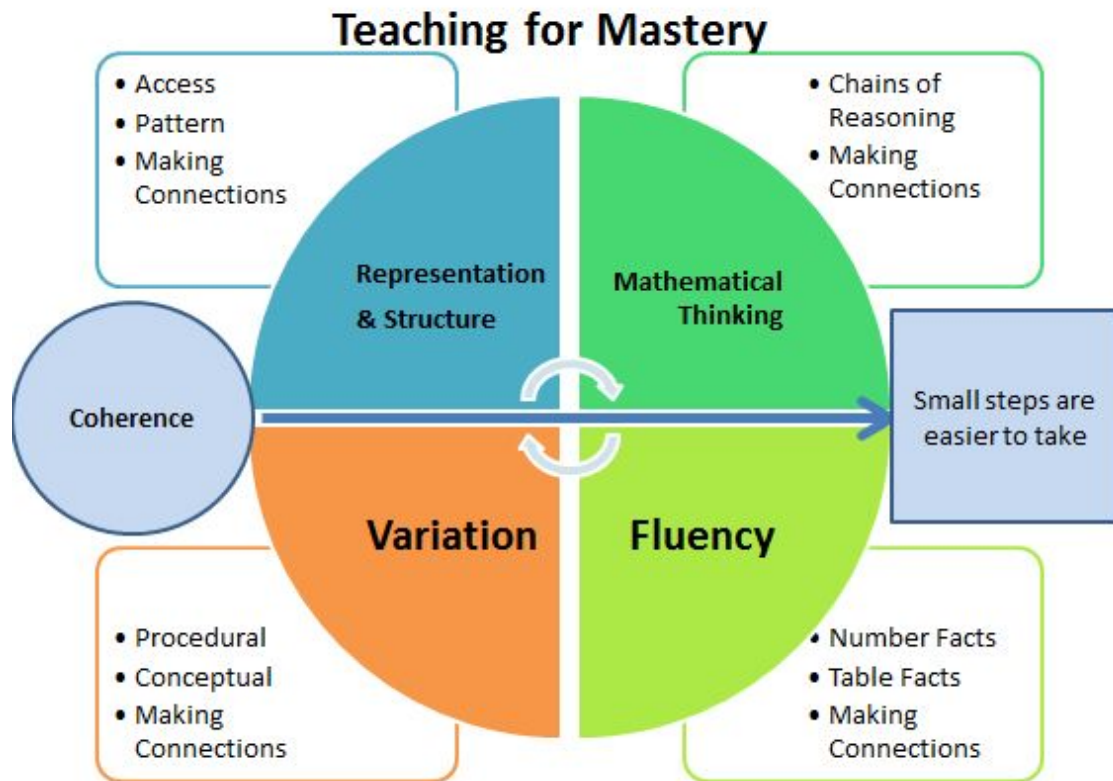 Teaching for Mastery
• Access
• Pattern
• Making
Connections
• Chains of
Reasoning
• Making
Connections
Representation
& Structure
Mathematical
Thinking
Coherence
Small steps are
easier to take
Variation
Fluency
• Procedural
• Conceptual
• Making
Connections
• Number Facts
• Table Facts
• Making
Connections